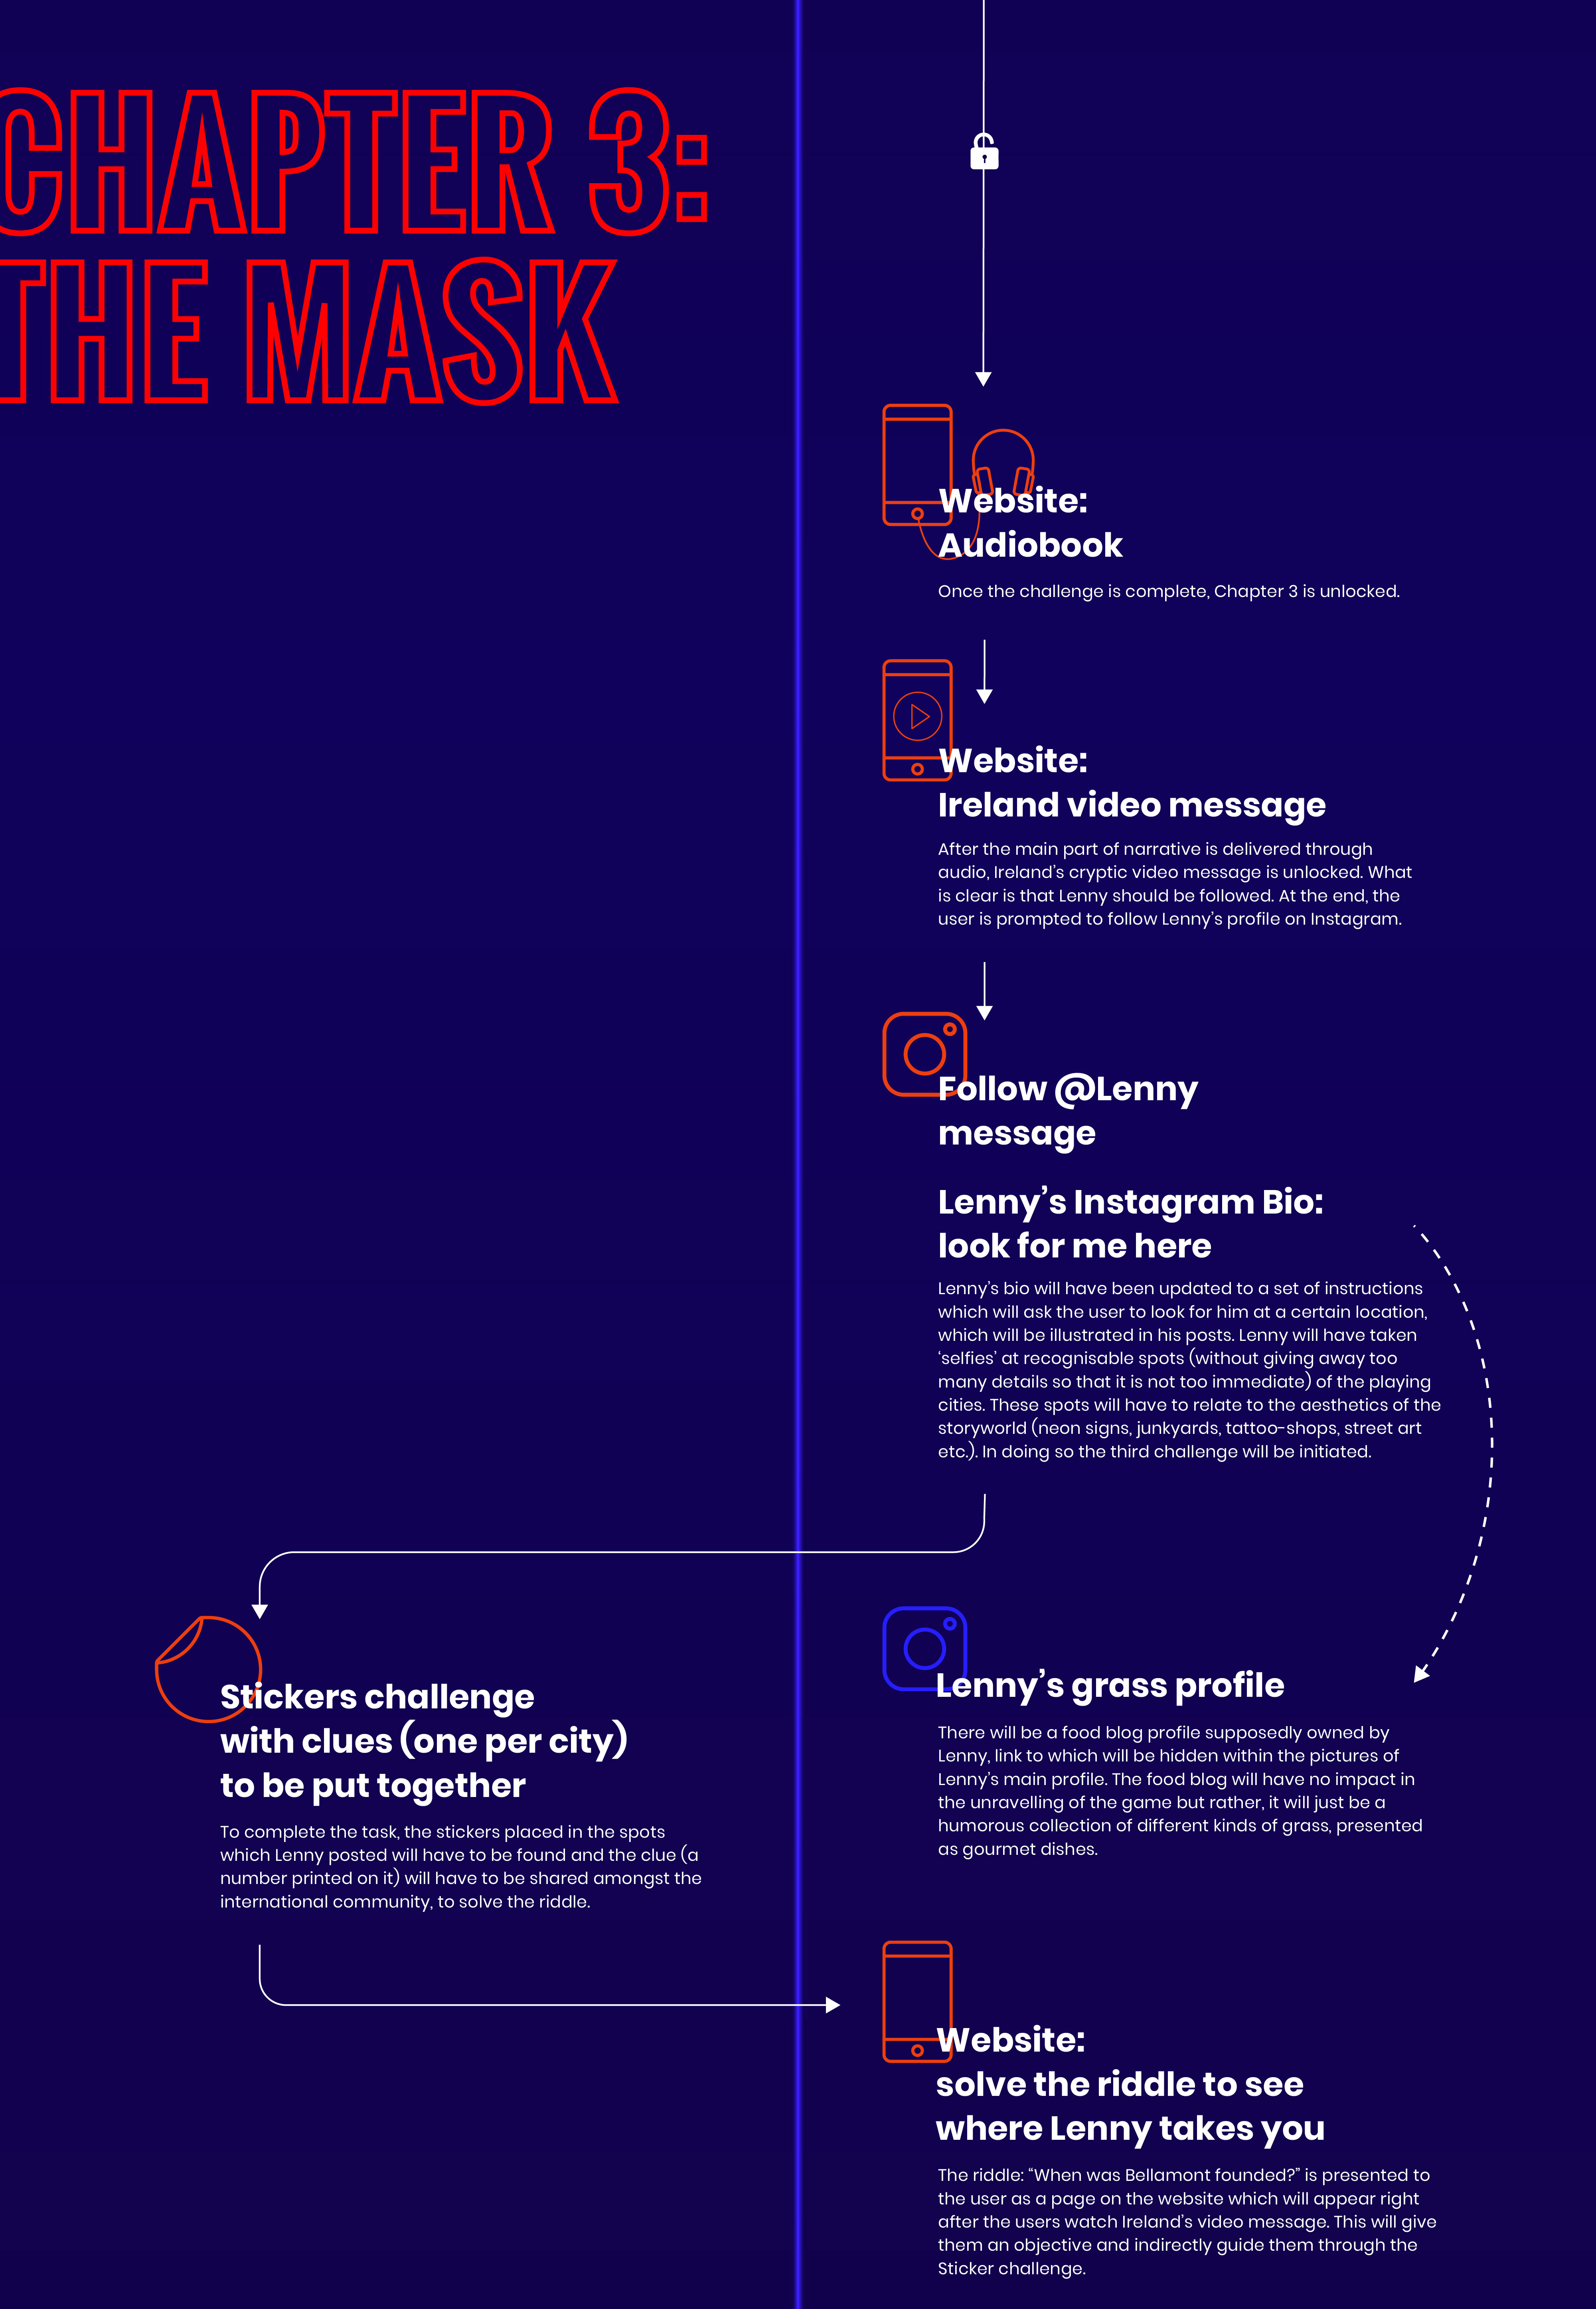 CHAPTER 3:
THE MASK
Website:
Audiobook
Once the challenge is complete, Chapter 3 is unlocked.
Website:
Ireland video message
After the main part of narrative is delivered through
audio, Ireland’s cryptic video message is unlocked. What
is clear is that Lenny should be followed. At the end, the
user is prompted to follow Lenny’s profile on Instagram.
Follow @Lenny
message
Lenny’s Instagram Bio:
look for me here
Lenny’s bio will have been updated to a set of instructions
which will ask the user to look for him at a certain location,
which will be illustrated in his posts. Lenny will have taken
‘selfies’ at recognisable spots (without giving away too
many details so that it is not too immediate) of the playing
cities. These spots will have to relate to the aesthetics of the
storyworld (neon signs, junkyards, tattoo-shops, street art
etc.). In doing so the third challenge will be initiated.
Stickers challenge
with clues (one per city)
to be put together
To complete the task, the stickers placed in the spots
which Lenny posted will have to be found and the clue (a
number printed on it) will have to be shared amongst the
international community, to solve the riddle.
Lenny’s grass profile
There will be a food blog profile supposedly owned by
Lenny, link to which will be hidden within the pictures of
Lenny’s main profile. The food blog will have no impact in
the unravelling of the game but rather, it will just be a
humorous collection of different kinds of grass, presented
as gourmet dishes.
Website:
solve the riddle to see
where Lenny takes you
The riddle: “When was Bellamont founded?” is presented to
the user as a page on the website which will appear right
after the users watch Ireland’s video message. This will give
them an objective and indirectly guide them through the
Sticker challenge.